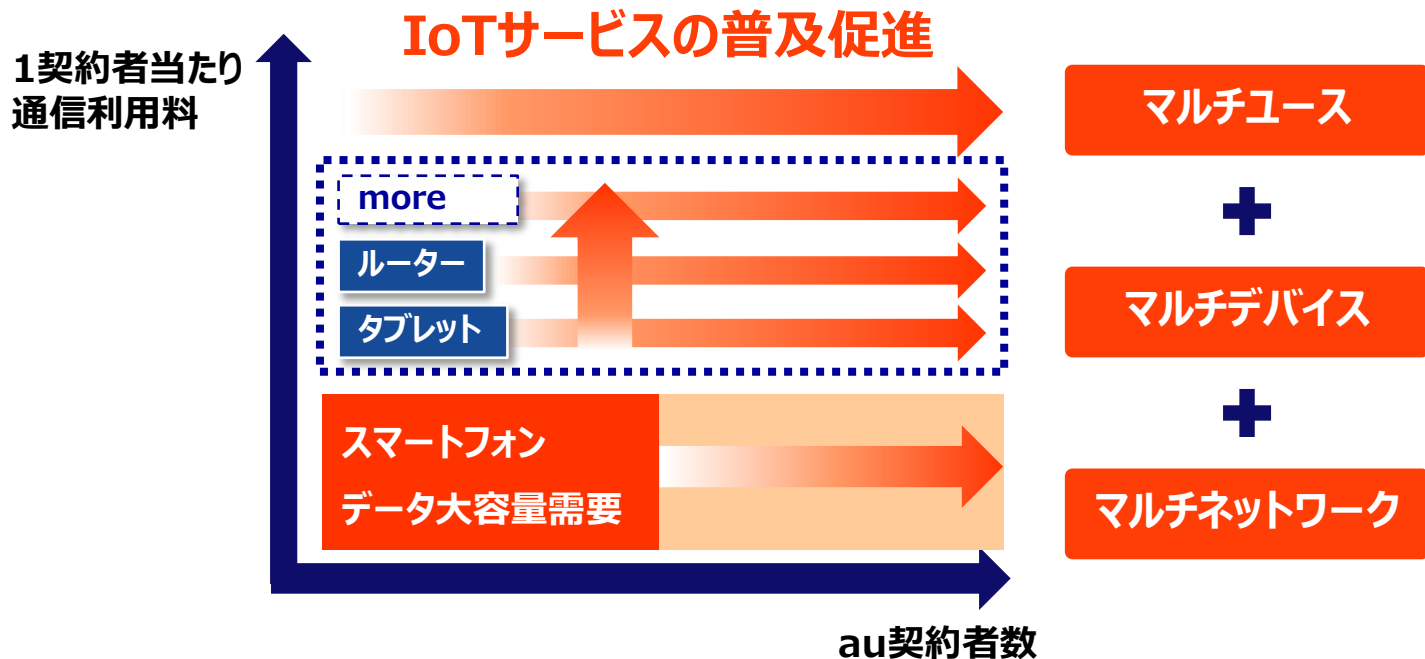 IoTサービスの普及促進
1契約者当たり
通信利用料
more
ルーター
タブレット
スマートフォン
データ大容量需要
au契約者数
マルチユース
マルチデバイス
マルチネットワーク